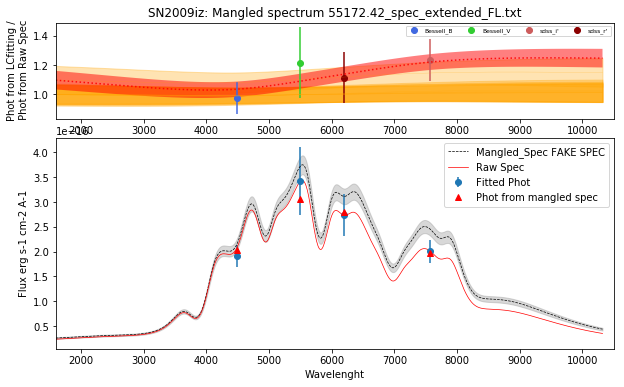 SN2009iz: Mangled spectrum 55172.42_spec_extended_FL.txt
Phot from LCfitting /
Phot from Raw Spec
1.4
1.2
1.0
Bessell_B
Bessell_V
sdss_i'
sdss_r'
2000 3000 4000 5000 6000 7000 8000 9000 10000
1e−16
Flux erg s-1 cm-2 A-1
4.0
3.5
3.0
2.5
2.0
1.5
1.0
0.5
Mangled_Spec FAKE SPEC
Raw Spec
Fitted Phot
Phot from mangled spec
2000 3000 4000 5000 6000 7000 8000 9000 10000
Wavelenght